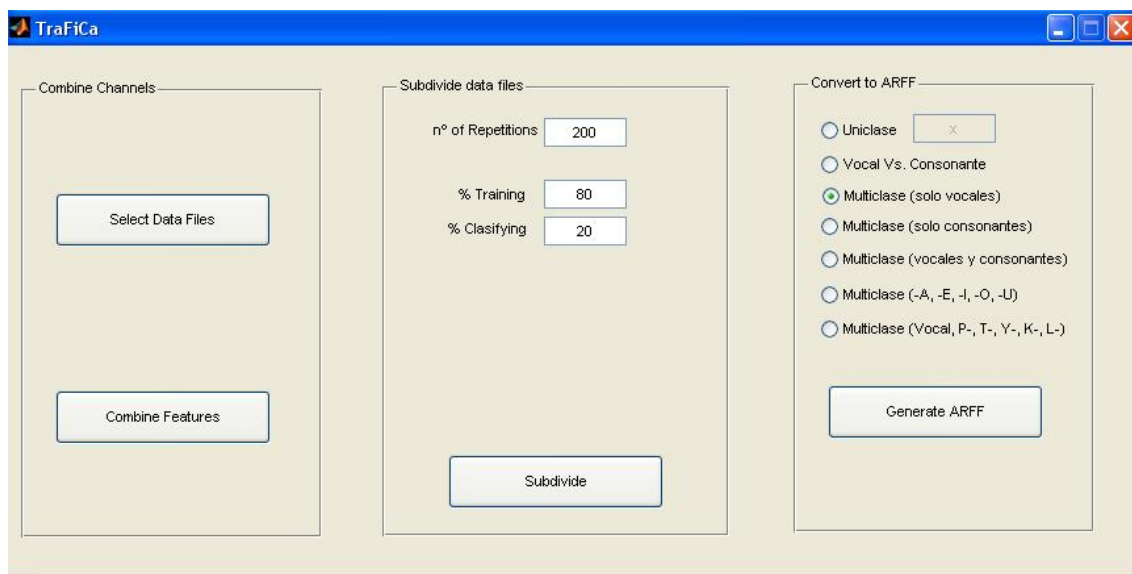 TraFiCa
Combine Channels
Select Data Files
Combine Features
Subdivide data files
nº of Repetitions 200
% Training 80
% Clasifying 20
Subdivide
Convert to ARFF
Uniclase x
Vocal Vs. Consonante
Multiclase (solo vocales)
Multiclase (solo consonantes)
Multiclase (vocales y consonantes)
Multiclase (-A, -E, -I, -O, -U)
Multiclase (Vocal, P-, T-, Y-, K-, L-)
Generate ARFF